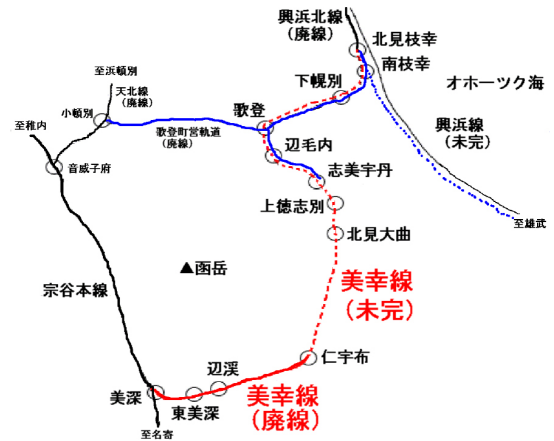 興浜北線
(廃線)
北見枝幸
南枝幸
オホーツク海
至浜頓別
天北線
(廃線)
下幌別
小頓別
歌登
興浜線
(未完)
至稚内
歌登町営軌道
(廃線)
辺毛内
音威子府
志美宇丹
上徳志別
至雄武
北見大曲
▲函岳
宗谷本線
美幸線
(未完)
仁宇布
辺渓
美深
東美深
美幸線
(廃線)
至名寄